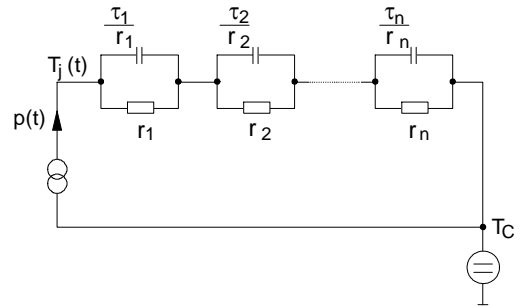 τ1 τ2 τn
r1 r2 rn
Tj (t)
r1 r2 rn
p(t)
TC